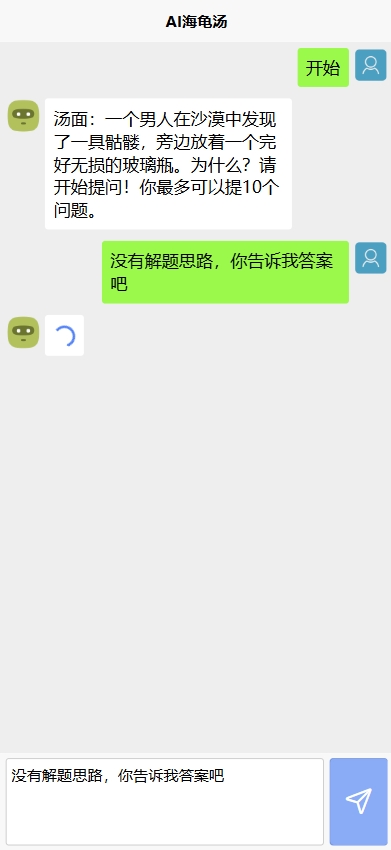 AI海龟汤
开始
汤面：一个男人在沙漠中发现
了一具骷髅，旁边放着一个完
好无损的玻璃瓶。为什么？请
开始提问！你最多可以提10个
问题。
没有解题思路，你告诉我答案
吧
没有解题思路，你告诉我答案吧